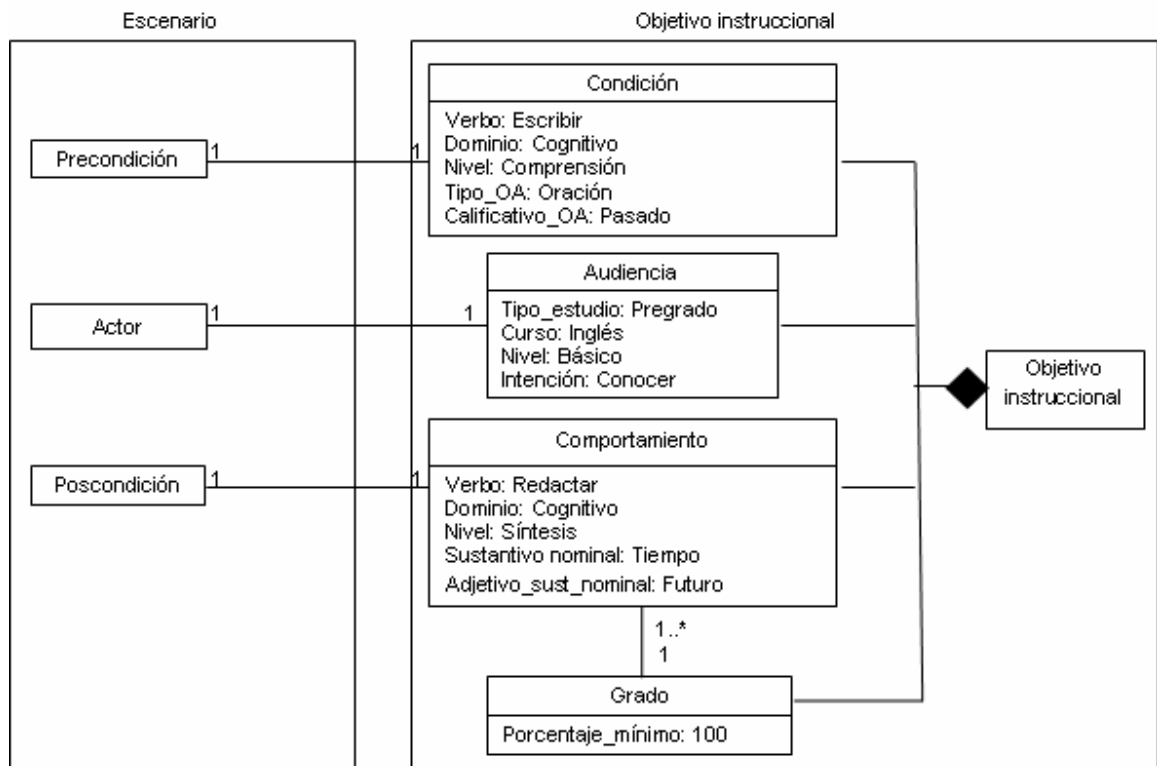 Escenario
Objetivo instruccional
Condición
Verbo: Escribir
Dominio: Cognitivo
Nivel: Comprensión
Tipo_OA: Oración
Calificativo_OA: Pasado
Precondición
1
1
Audiencia
Tipo_estudio: Pregrado
Curso: Inglés
Nivel: Básico
Intención: Conocer
Actor
1
1
Objetivo
instruccional
Comportamiento
Verbo: Redactar
Dominio: Cognitivo
Nivel: Síntesis
Sustantivo nominal: Tiempo
Adjetivo_sust_nominal: Futuro
Poscondición
1
1
1..*
1
Grado
Porcentaje_mínimo: 100